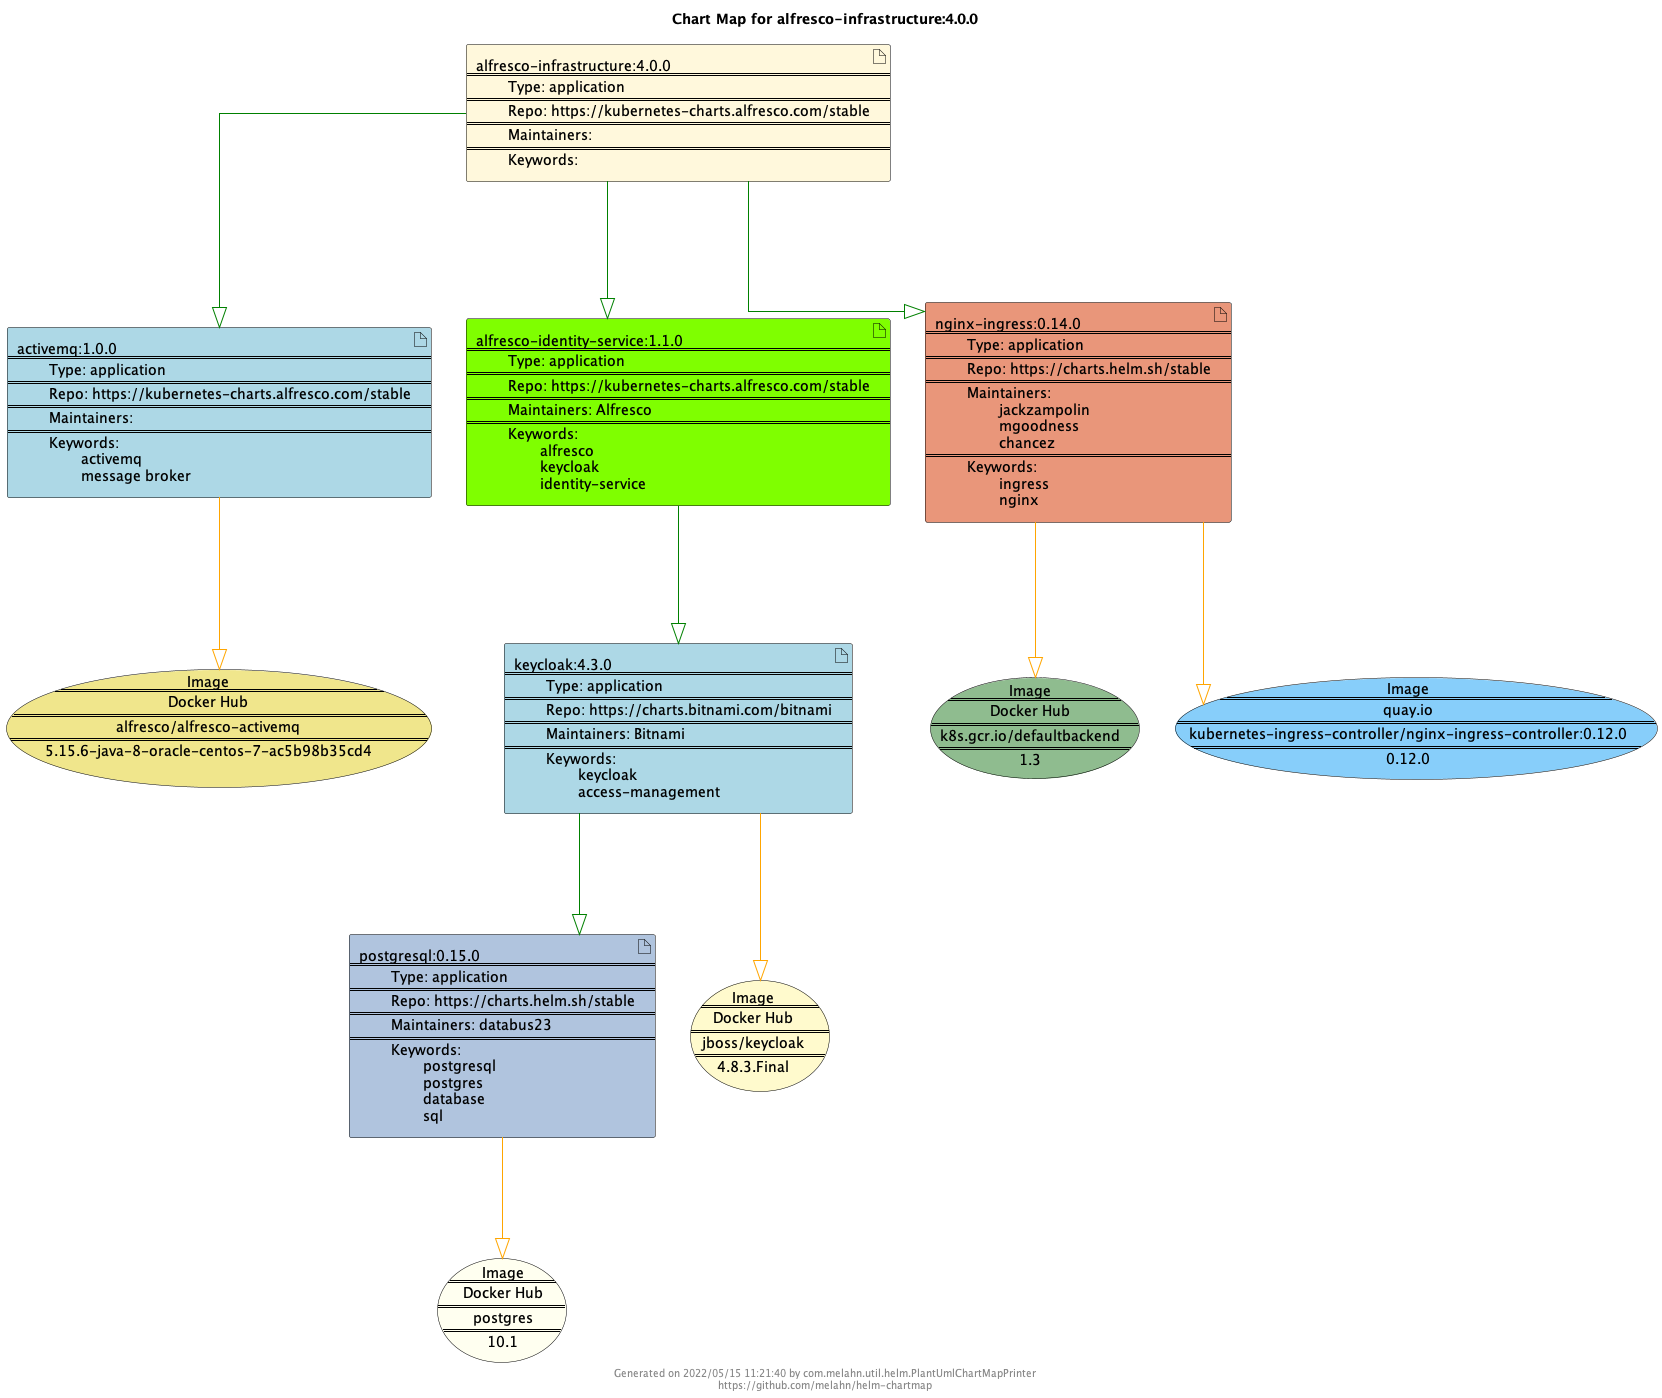 Chart Map for alfresco-infrastructure:4.0.0
alfresco-infrastructure:4.0.0
Type: application
Repo: https://kubernetes-charts.alfresco.com/stable
Maintainers:
Keywords:
activemq:1.0.0
Type: application
Repo: https://kubernetes-charts.alfresco.com/stable
Maintainers:
Keywords:
activemq
message broker
alfresco-identity-service:1.1.0
Type: application
Repo: https://kubernetes-charts.alfresco.com/stable
Maintainers: Alfresco
Keywords:
alfresco
keycloak
identity-service
nginx-ingress:0.14.0
Type: application
Repo: https://charts.helm.sh/stable
Maintainers:
jackzampolin
mgoodness
chancez
Keywords:
ingress
nginx
Image
Docker Hub
alfresco/alfresco-activemq
5.15.6-java-8-oracle-centos-7-ac5b98b35cd4
keycloak:4.3.0
Type: application
Repo: https://charts.bitnami.com/bitnami
Maintainers: Bitnami
Keywords:
keycloak
access-management
Image
Docker Hub
k8s.gcr.io/defaultbackend
1.3
Image
quay.io
kubernetes-ingress-controller/nginx-ingress-controller:0.12.0
0.12.0
postgresql:0.15.0
Type: application
Repo: https://charts.helm.sh/stable
Maintainers: databus23
Keywords:
postgresql
postgres
database
sql
Image
Docker Hub
jboss/keycloak
4.8.3.Final
Image
Docker Hub
postgres
10.1
Generated on 2022/05/15 11:21:40 by com.melahn.util.helm.PlantUmlChartMapPrinter
https://github.com/melahn/helm-chartmap